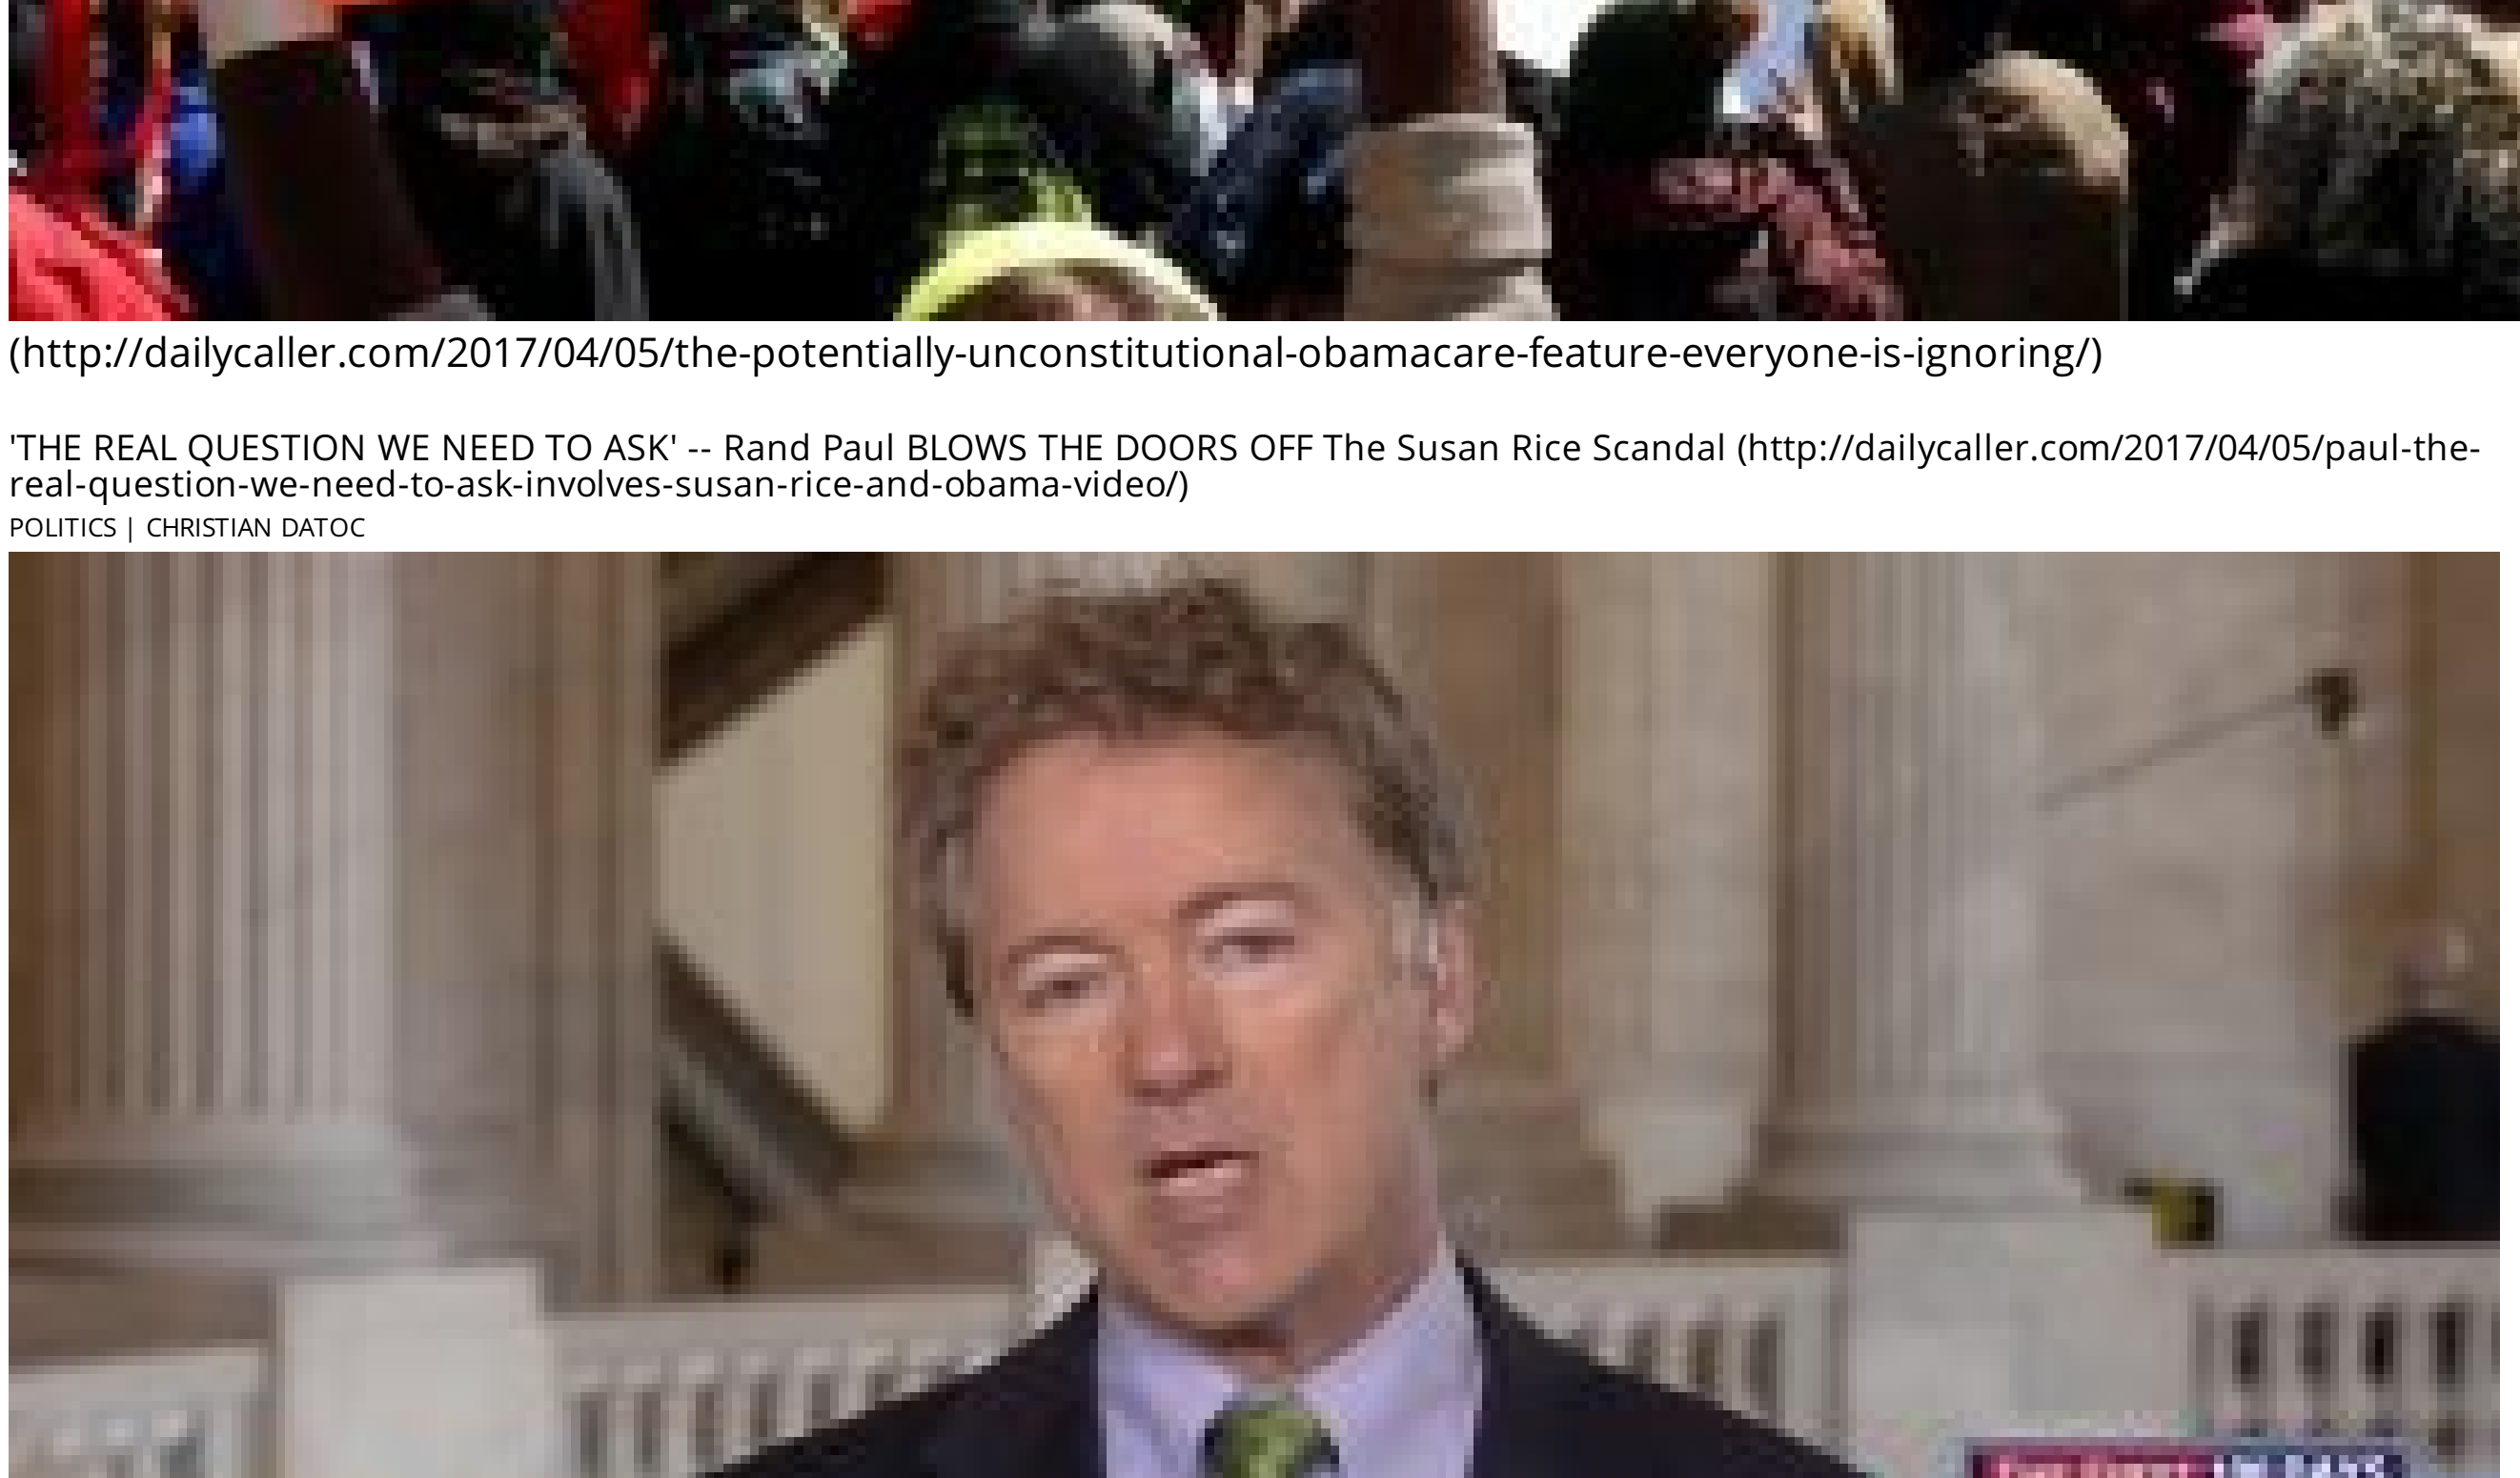 (http://dailycaller.com/2017/04/05/the-potentially-unconstitutional-obamacare-feature-everyone-is-ignoring/)
'THE REAL QUESTION WE NEED TO ASK' -- Rand Paul BLOWS THE DOORS OFF The Susan Rice Scandal (http://dailycaller.com/2017/04/05/paul-the-
real-question-we-need-to-ask-involves-susan-rice-and-obama-video/)
POLITICS | CHRISTIAN DATOC